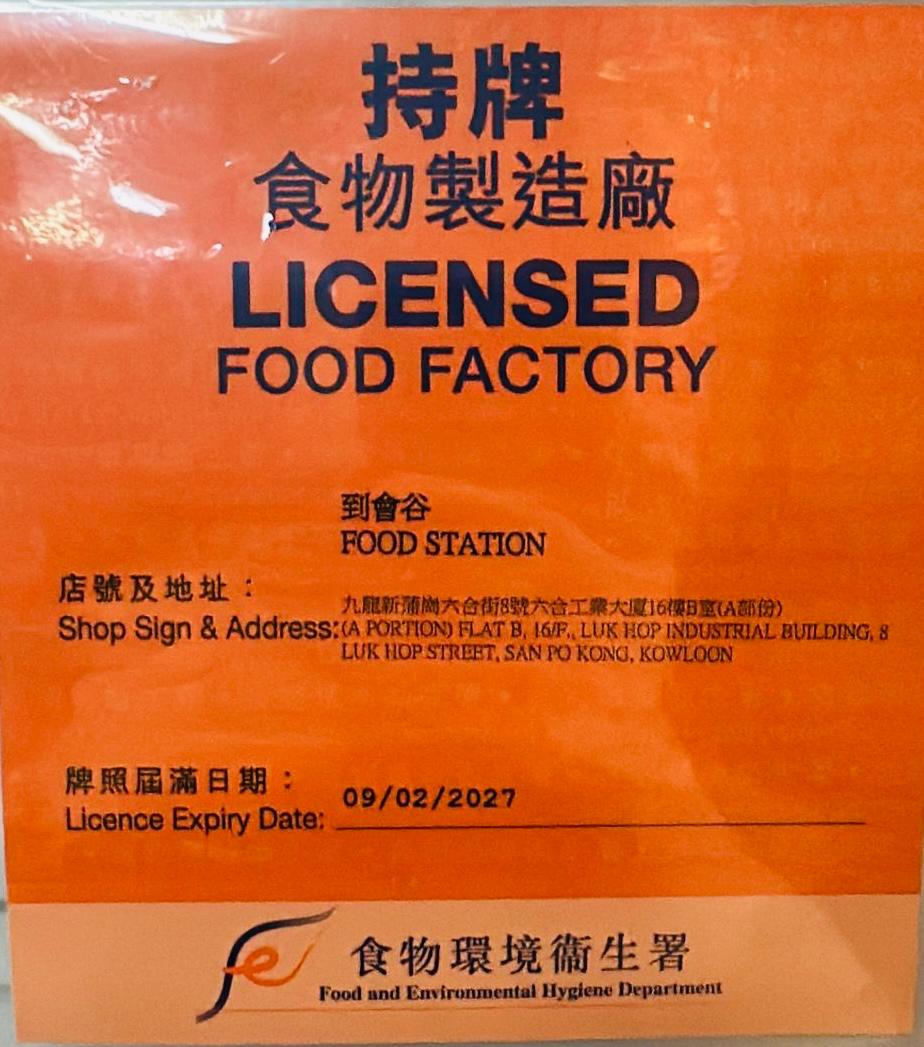 持牌
食物製造廠
LICENSED
FOOD FACTORY
到會谷
FOOD STATION
店號及地址：
Shop Sign & Address:
九龍新蒲崗六合街8號六合工業大廈16樓B室(A部份)
(A PORTION) FLAT B, 16/F., LUK HOP INDUSTRIAL BUILDING, 8
LUK HOP STREET, SAN PO KONG, KOWLOON
牌照屆滿日期：
Licence Expiry Date:
09/02/2027
食物環境衞生署
Food and Environmental Hygiene Department